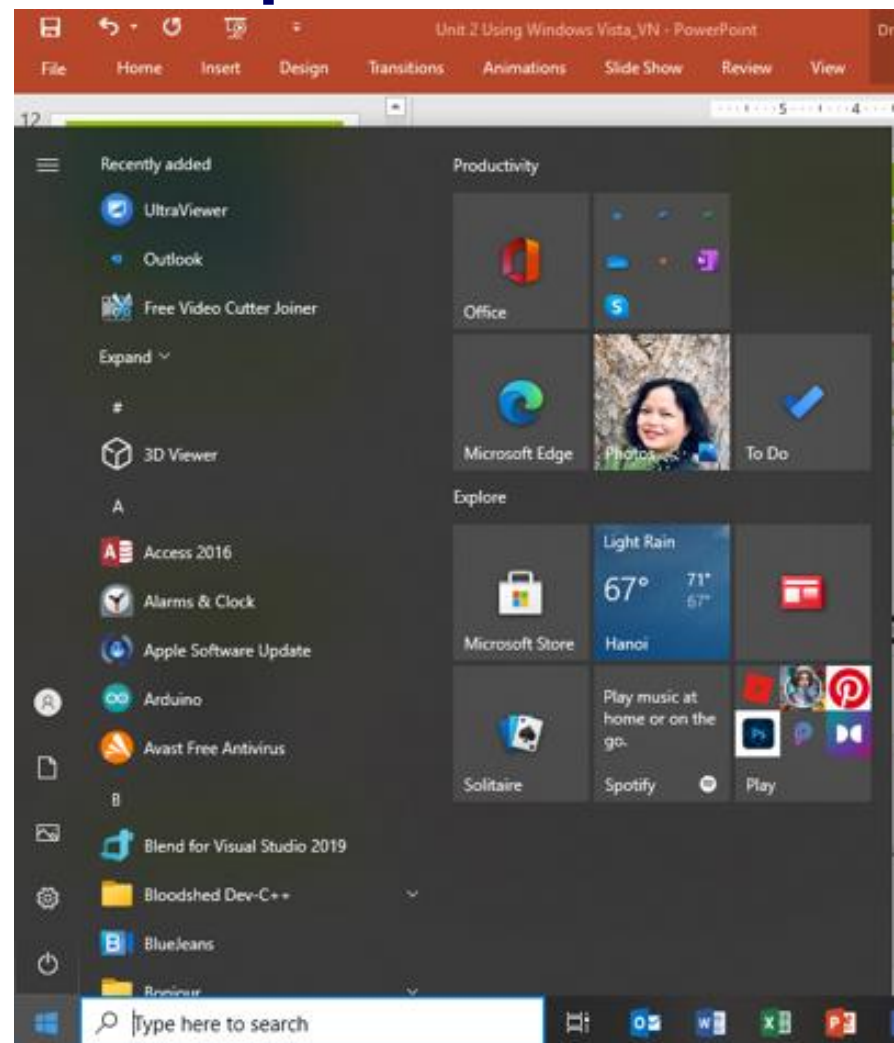 Unit 2 Using Windows Vista_VN - PowerPoint
File Home Insert Design Transitions Animations Slide Show Review View
12
5 4
Recently added
UltraViewer
Outlook
Free Video Cutter Joiner
Expand
#
3D Viewer
A
Access 2016
Alarms & Clock
Apple Software Update
Arduino
Avast Free Antivirus
B
Blend for Visual Studio 2019
Bloodshed Dev-C++
BlueJeans
Bonjour
Productivity
Office
Microsoft Edge
Photos
To Do
Explore
Microsoft Store
Light Rain
67° 71°
67°
Hanoi
Solitaire
Play music at
home or on the
go.
Spotify
Play
Type here to search